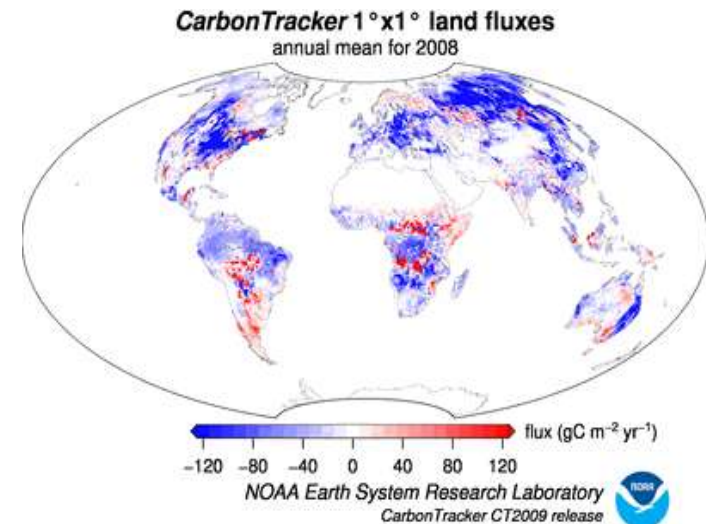 CarbonTracker 1°x1° land fluxes
annual mean for 2008
flux (gC m⁻² yr⁻¹)
−120 −80 −40 0 40 80 120
NOAA Earth System Research Laboratory
CarbonTracker CT2009 release
NOAA